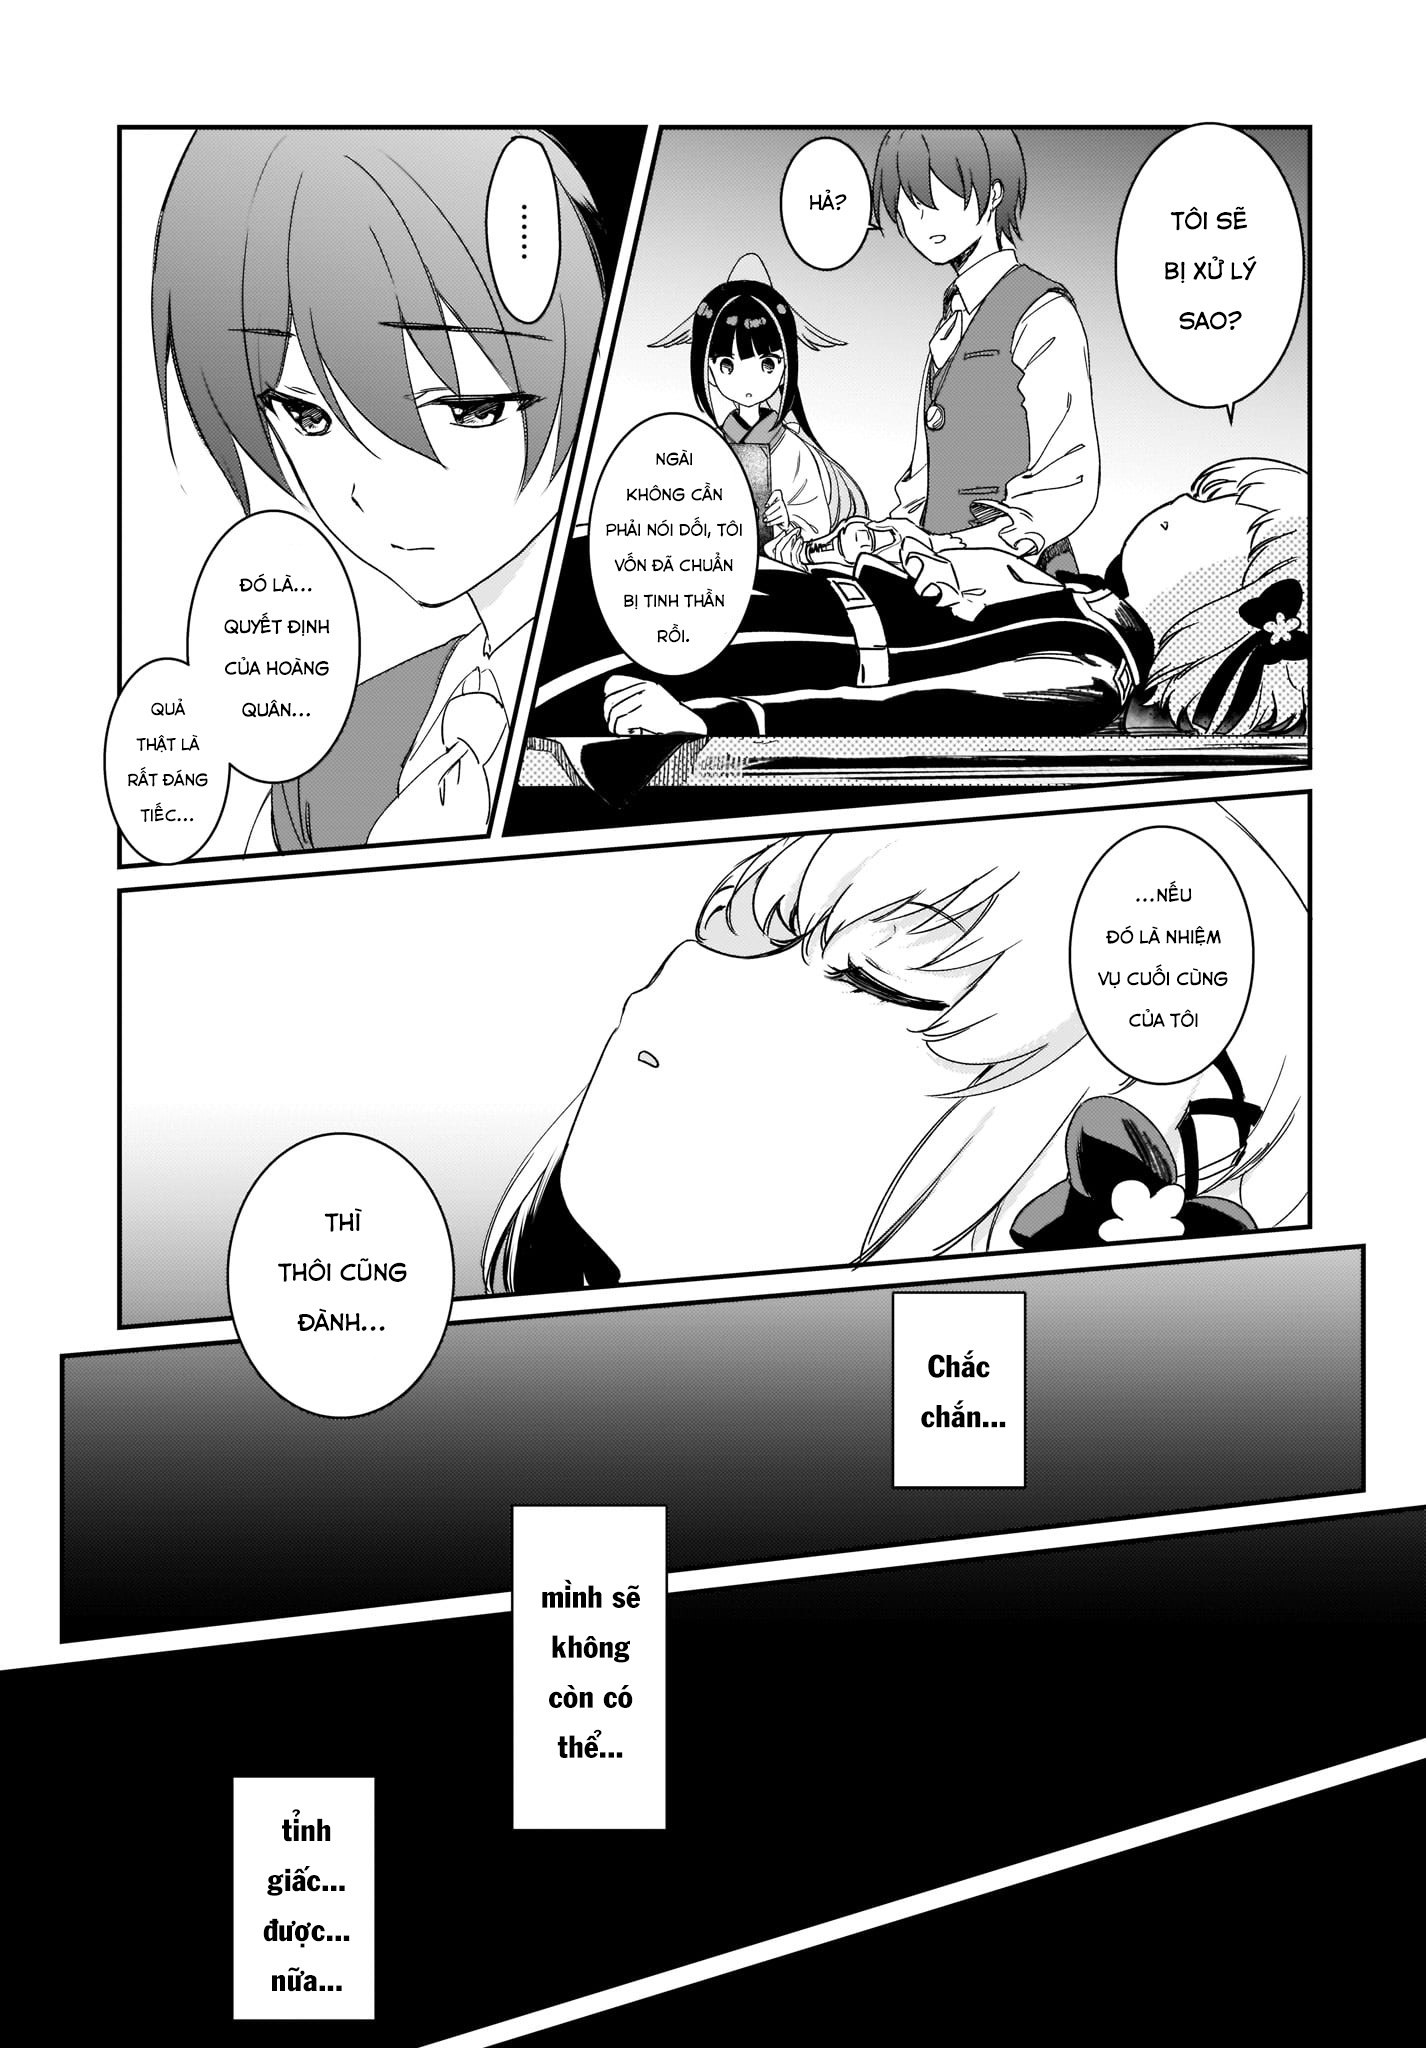 TÔI SẼ
BỊ XỬ LÝ
SAO?
HẢ?
NGÀI
KHÔNG CẦN
PHẢI NÓI DỐI, TÔI
VỐN ĐÃ CHUẨN
BỊ TINH THẦN
RỒI.
......
ĐÓ LÀ...
QUYẾT ĐỊNH
CỦA HOÀNG
QUÂN...
QUẢ
THẬT LÀ
RẤT ĐÁNG
TIẾC...
...NẾU
ĐÓ LÀ NHIỆM
VỤ CUỐI CÙNG
CỦA TÔI
THÌ
THÔI CŨNG
ĐÀNH...
Chắc
chắn...
mình sẽ
không
còn có
thể...
tỉnh
giấc...
được...
nữa...